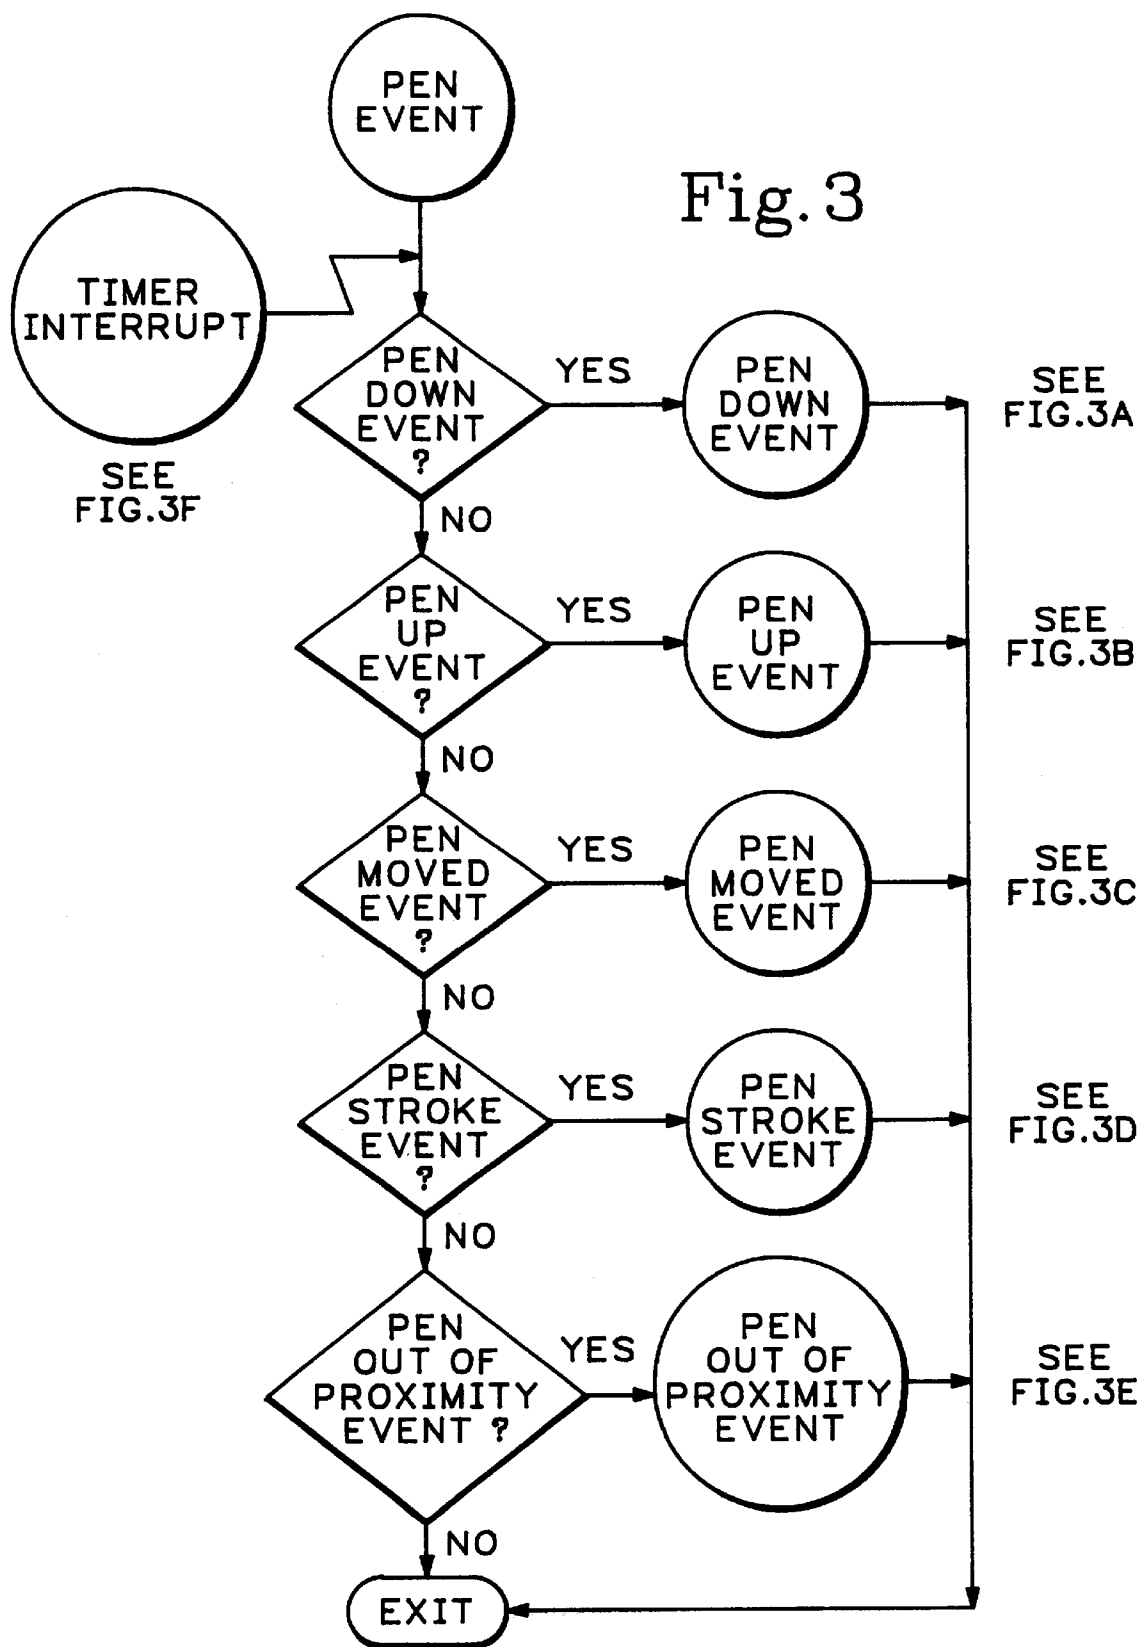 PEN
EVENT
Fig. 3
TIMER
INTERRUPT
SEE
FIG.3F
PEN
DOWN
EVENT
?
YES
PEN
DOWN
EVENT
SEE
FIG.3A
NO
PEN
UP
EVENT
?
YES
PEN
UP
EVENT
SEE
FIG.3B
NO
PEN
MOVED
EVENT
?
YES
PEN
MOVED
EVENT
SEE
FIG.3C
NO
PEN
STROKE
EVENT
?
YES
PEN
STROKE
EVENT
SEE
FIG.3D
NO
PEN
OUT OF
PROXIMITY
EVENT ?
YES
PEN
OUT OF
PROXIMITY
EVENT
SEE
FIG.3E
NO
EXIT